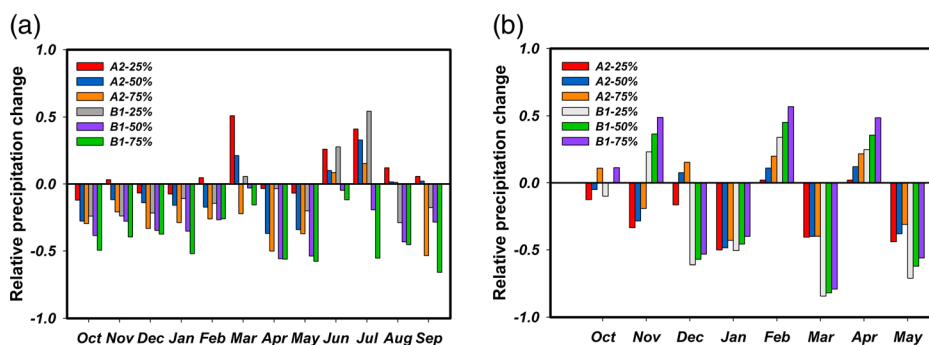 (a)
Relative precipitation change
1.0
0.5
0.0
-0.5
-1.0
A2-25%
A2-50%
A2-75%
B1-25%
B1-50%
B1-75%
Oct Nov Dec Jan Feb Mar Apr May Jun Jul Aug Sep
(b)
Relative precipitation change
1.0
0.5
0.0
-0.5
-1.0
A2-25%
A2-50%
A2-75%
B1-25%
B1-50%
B1-75%
Oct Nov Dec Jan Feb Mar Apr May